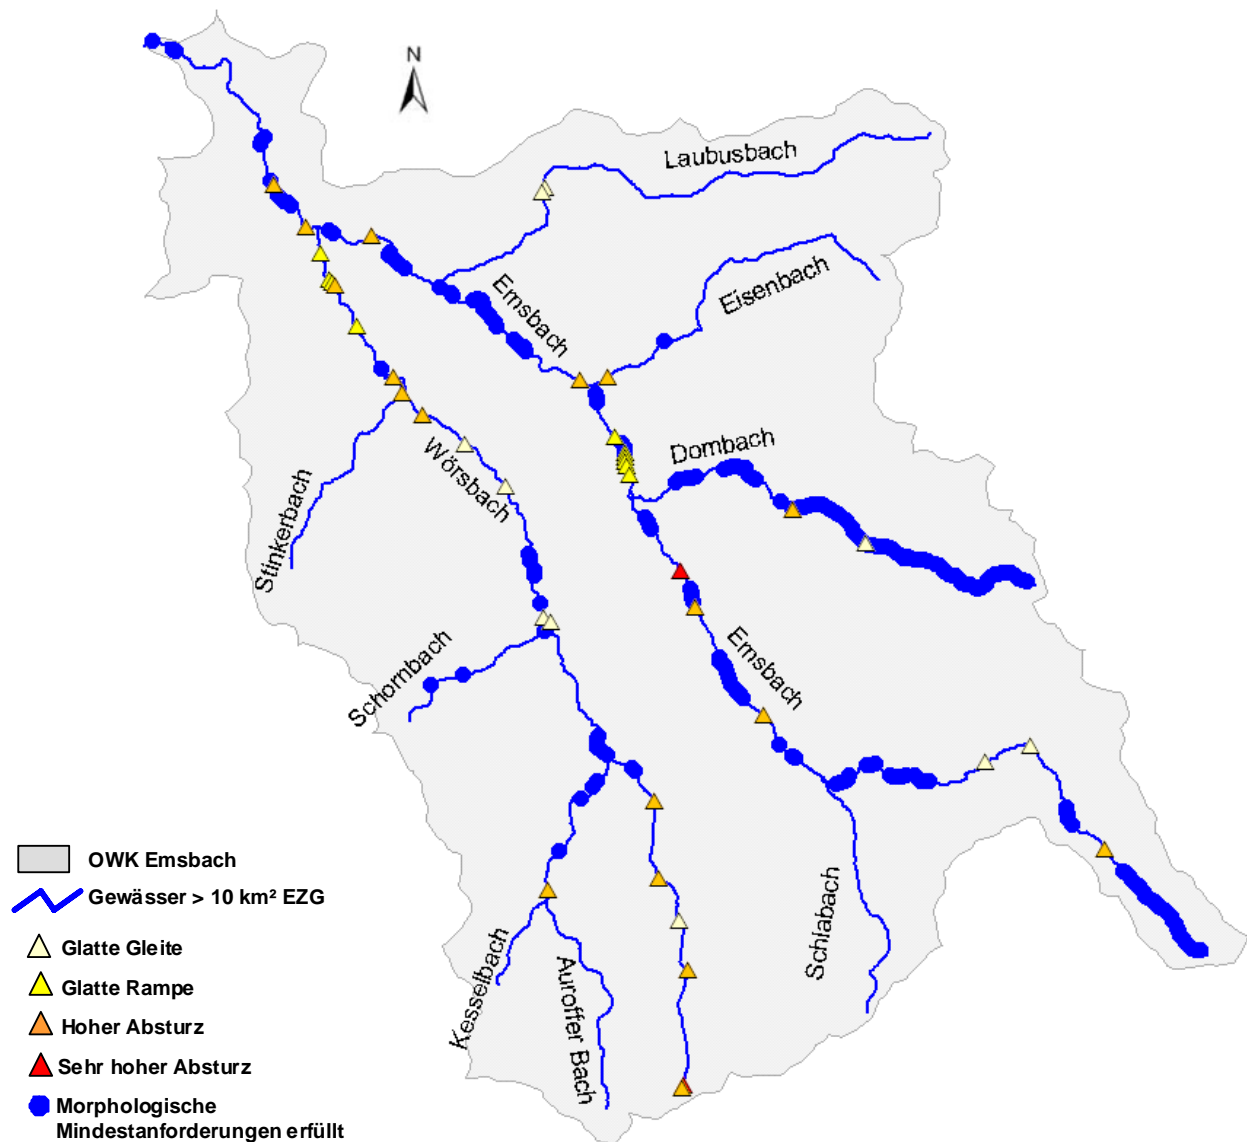 N
Laubusbach
Eisenbach
Emsbach
Dombach
Wörsbach
Stinkerbach
Emsbach
Schornbach
Schlabach
Kesselbach
Auroffer Bach
OWK Emsbach
Gewässer > 10 km² EZG
Glatte Gleite
Glatte Rampe
Hoher Absturz
Sehr hoher Absturz
Morphologische
Mindestanforderungen erfüllt